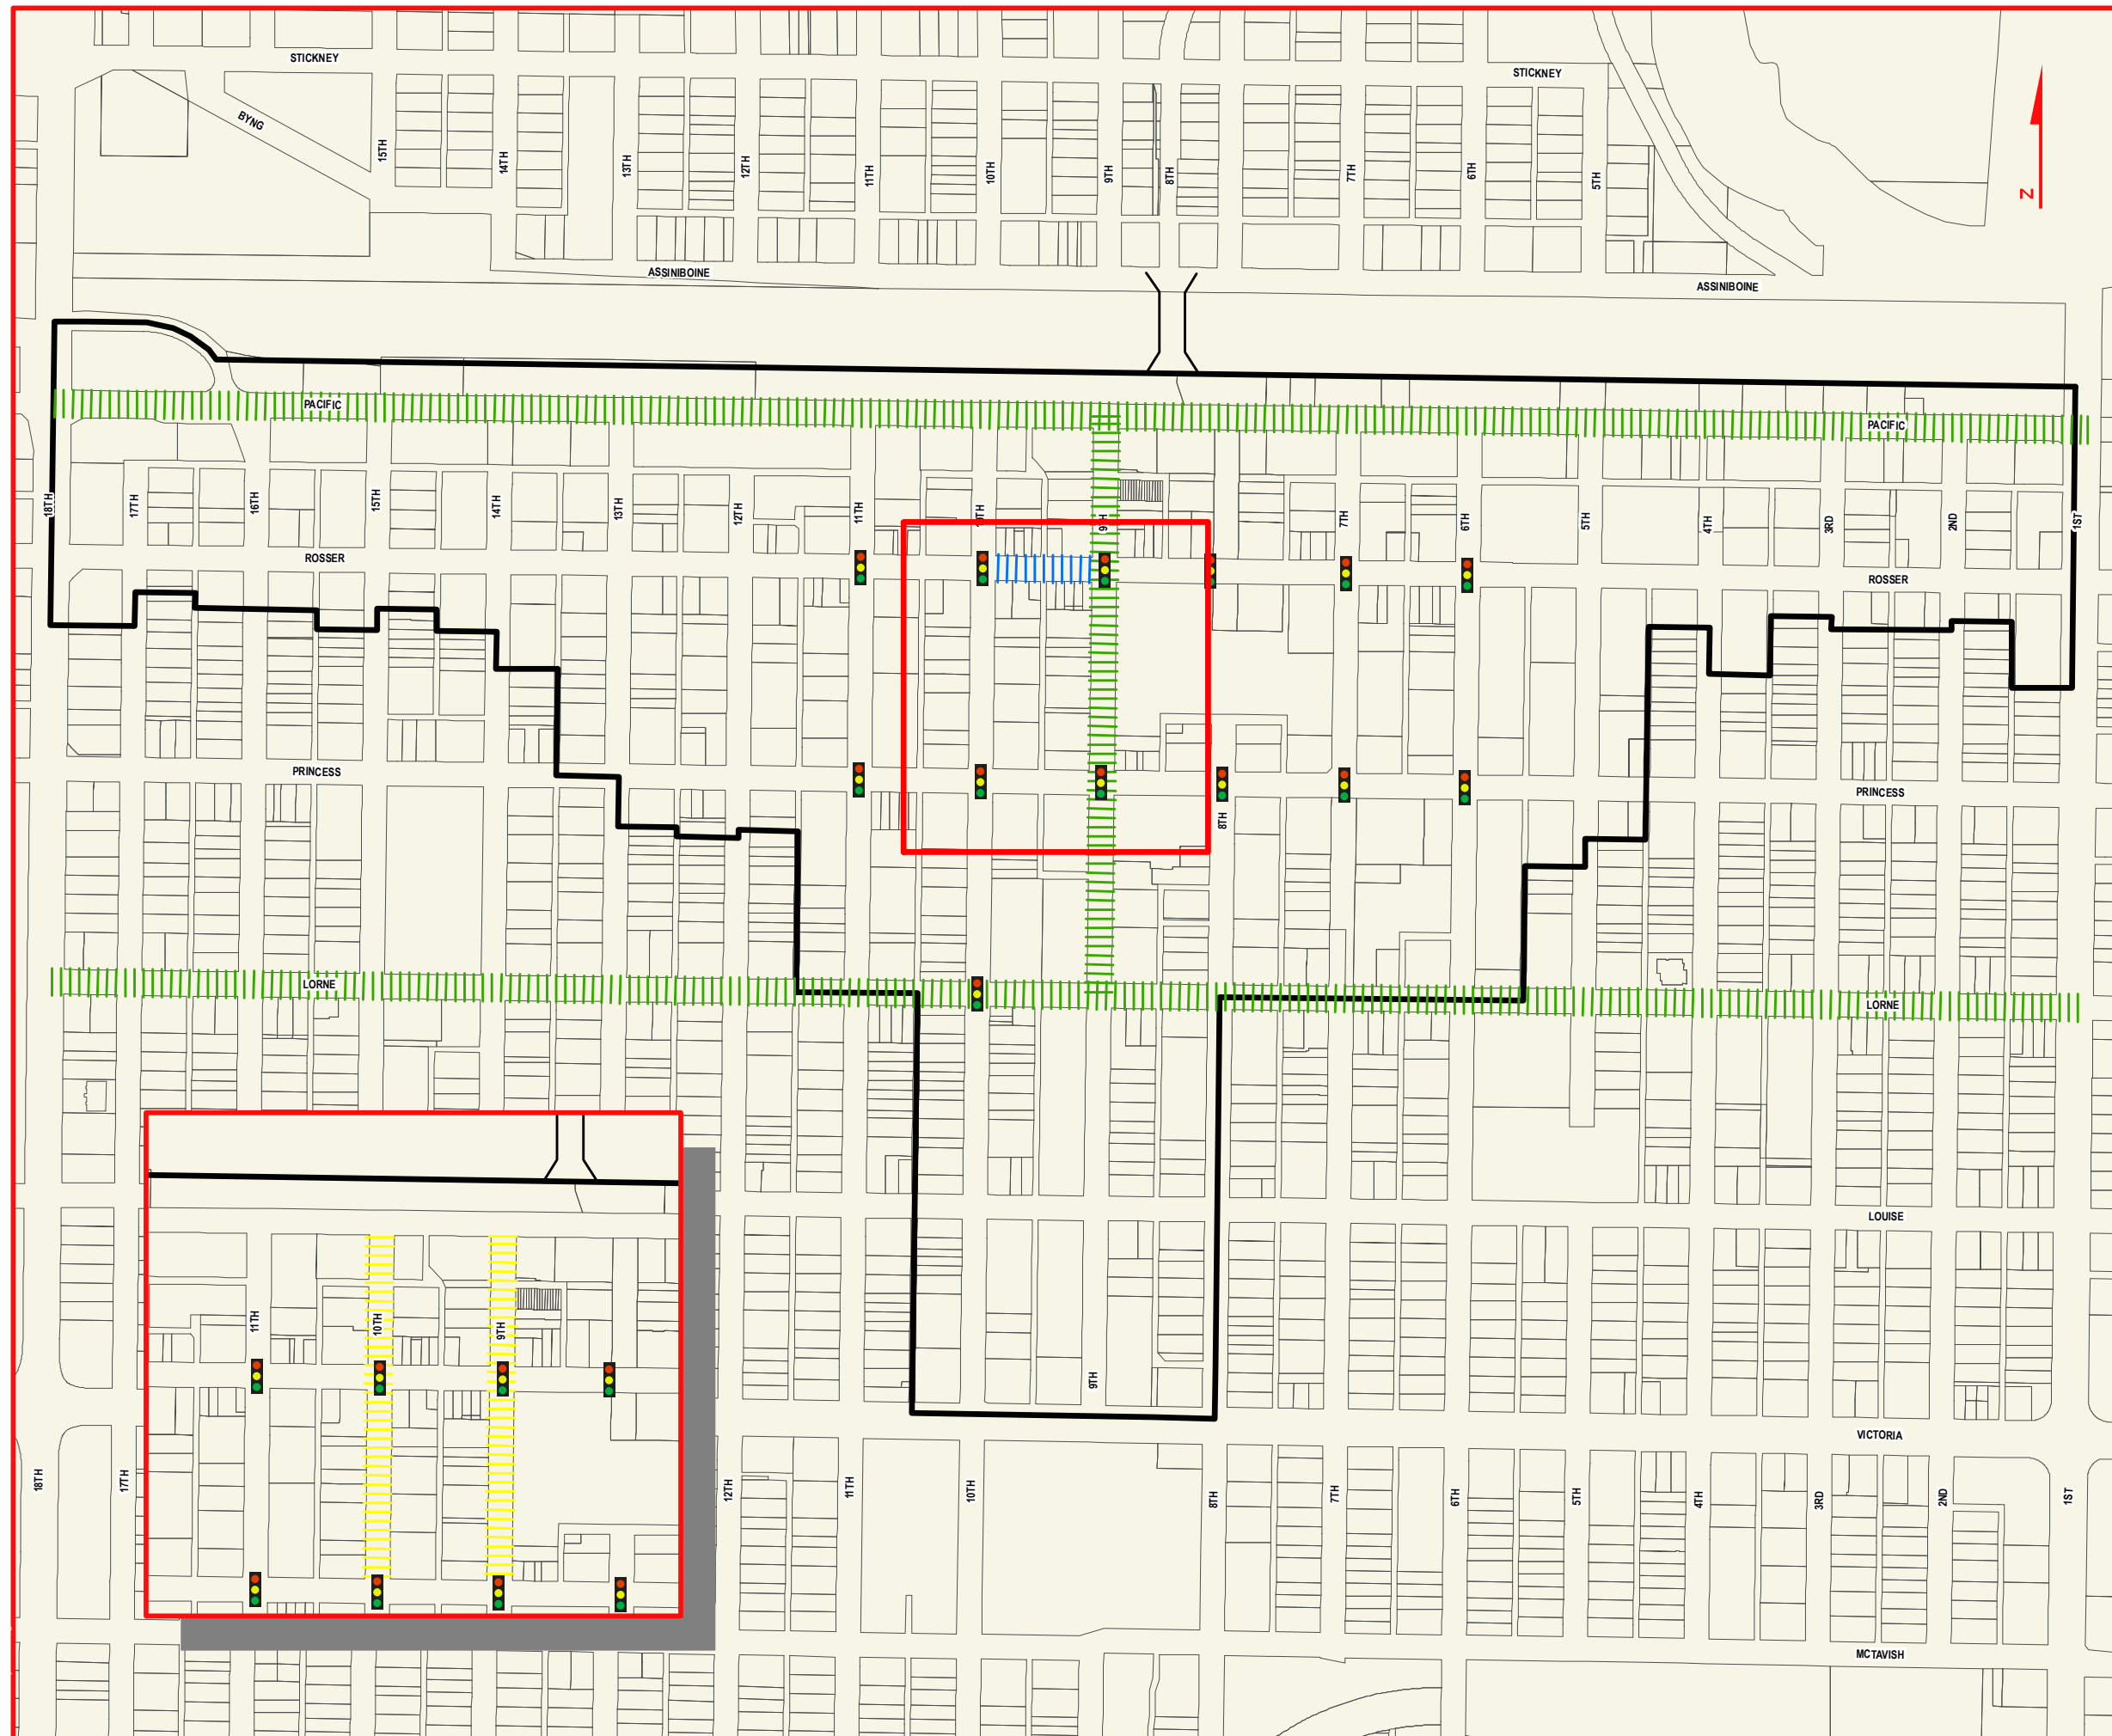 STICKNEY
STICKNEY
BYNG
15TH
14TH
13TH
12TH
11TH
10TH
9TH
8TH
7TH
6TH
5TH
N
ASSINIBOINE
ASSINIBOINE
PACIFIC
PACIFIC
18TH
17TH
16TH
15TH
14TH
13TH
12TH
11TH
10TH
9TH
7TH
6TH
5TH
4TH
3RD
2ND
1ST
ROSSER
ROSSER
PRINCESS
PRINCESS
8TH
LORNE
LORNE
LOUISE
11TH
10TH
9TH
9TH
VICTORIA
18TH
17TH
12TH
11TH
10TH
8TH
7TH
6TH
5TH
4TH
3RD
2ND
1ST
MCTAVISH